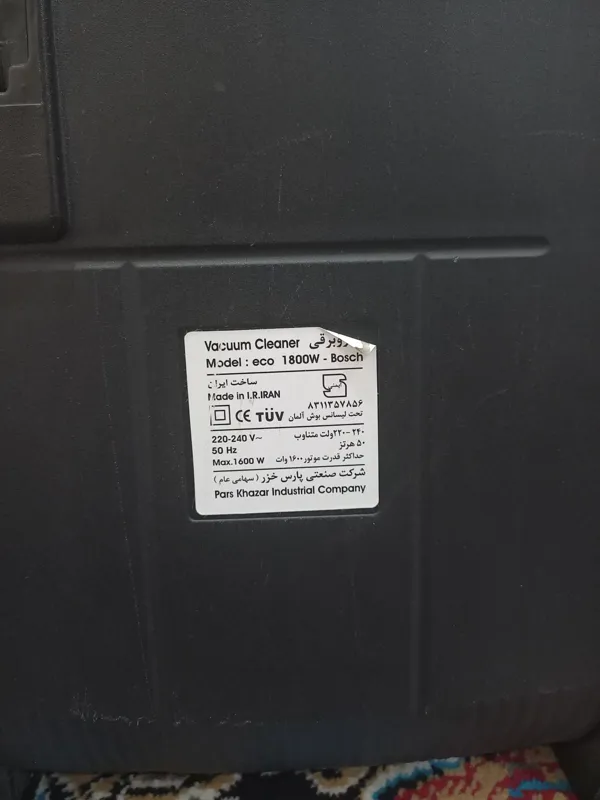 Vacuum Cleaner
Model : eco 1800W - Bosch
ساخت ایران
Made in I.R.IRAN
۸۳۱۱۳۵۷۸۵۶
CE TÜV تحت لیسانس بوش آلمان
220-240 V~ ۲۲۰-۲۴۰ولت متناوب
50 Hz ۵۰ هرتز
Max.1600 W حداکثر قدرت موتور ۱۶۰۰ وات
شرکت صنعتی پارس خزر ( سهامی عام )
Pars Khazar Industrial Company